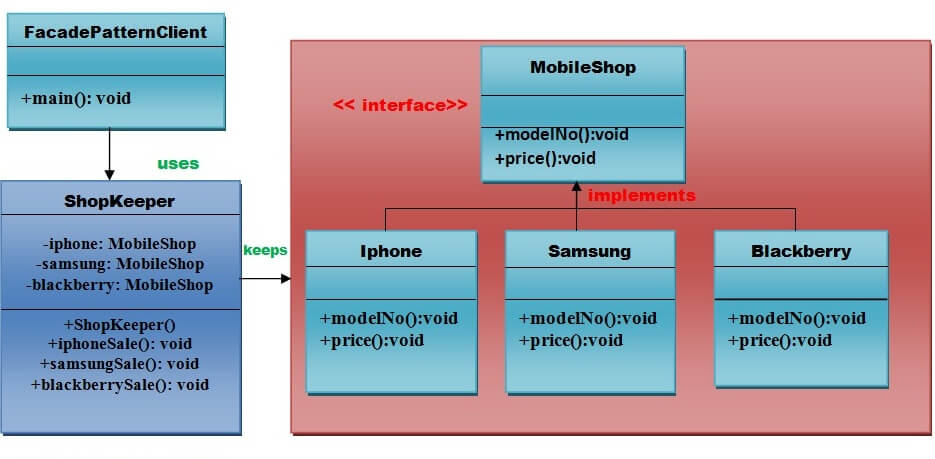 FacadePatternClient
+main(): void
uses
ShopKeeper
-iphone: MobileShop
-samsung: MobileShop
-blackberry: MobileShop
+ShopKeeper()
+iphoneSale(): void
+samsungSale(): void
+blackberrySale(): void
keeps
MobileShop
<< interface>>
+modelNo():void
+price():void
implements
Iphone
+modelNo():void
+price():void
Samsung
+modelNo():void
+price():void
Blackberry
+modelNo():void
+price():void